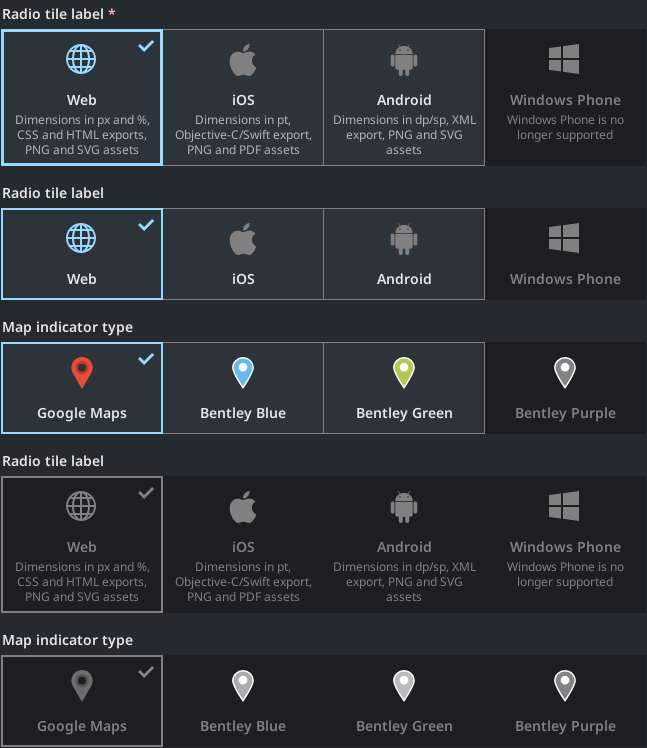 Radio tile label *
Web
Dimensions in px and %,
CSS and HTML exports,
PNG and SVG assets
iOS
Dimensions in pt,
Objective-C/Swift export,
PNG and PDF assets
Android
Dimensions in dp/sp, XML
export, PNG and SVG
assets
Windows Phone
Windows Phone is no
longer supported
Radio tile label
Web
iOS
Android
Windows Phone
Map indicator type
Google Maps
Bentley Blue
Bentley Green
Bentley Purple
Radio tile label
Web
Dimensions in px and %,
CSS and HTML exports,
PNG and SVG assets
iOS
Dimensions in pt,
Objective-C/Swift export,
PNG and PDF assets
Android
Dimensions in dp/sp, XML
export, PNG and SVG
assets
Windows Phone
Windows Phone is no
longer supported
Map indicator type
Google Maps
Bentley Blue
Bentley Green
Bentley Purple